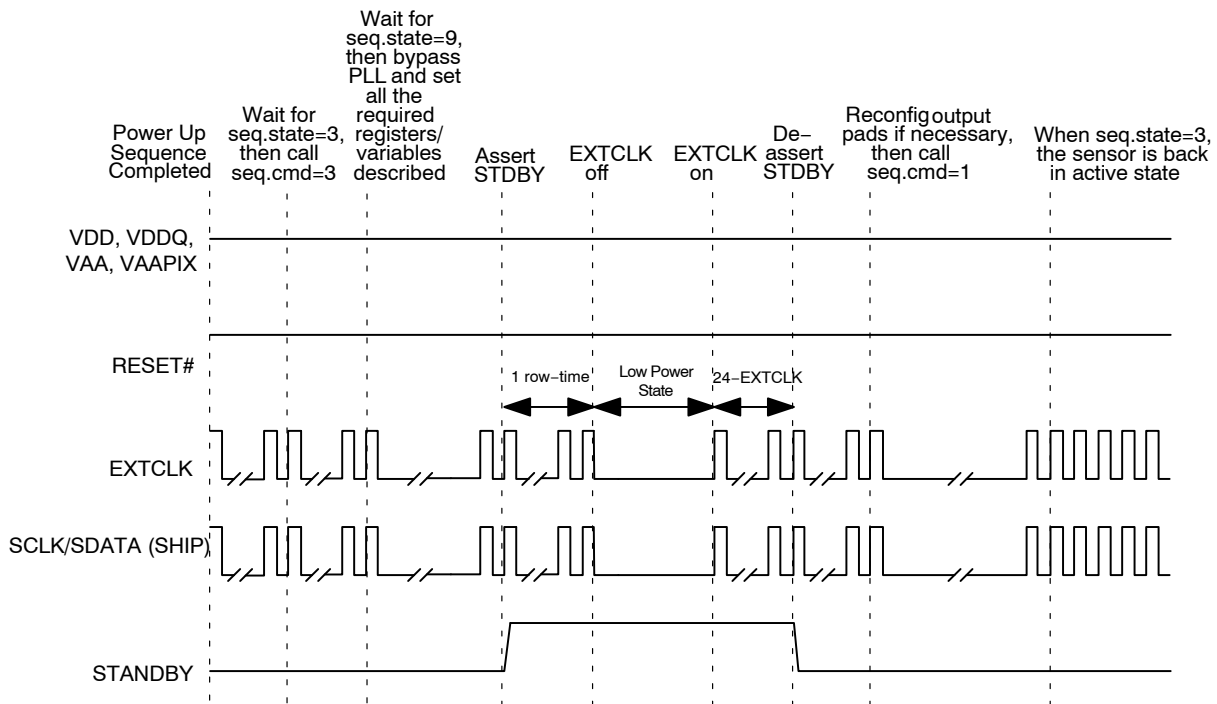 Power Up
Sequence
Completed
Wait for
seq.state=3,
then call
seq.cmd=3
Wait for
seq.state=9,
then bypass
PLL and set
all the
required
registers/
variables
described
Assert
STDBY
EXTCLK
off
EXTCLK
on
De−
assert
STDBY
Reconfig output
pads if necessary,
then call
seq.cmd=1
When seq.state=3,
the sensor is back
in active state
VDD, VDDQ,
VAA, VAAPIX
RESET#
1 row−time
Low Power
State
24−EXTCLK
EXTCLK
SCLK/SDATA (SHIP)
STANDBY